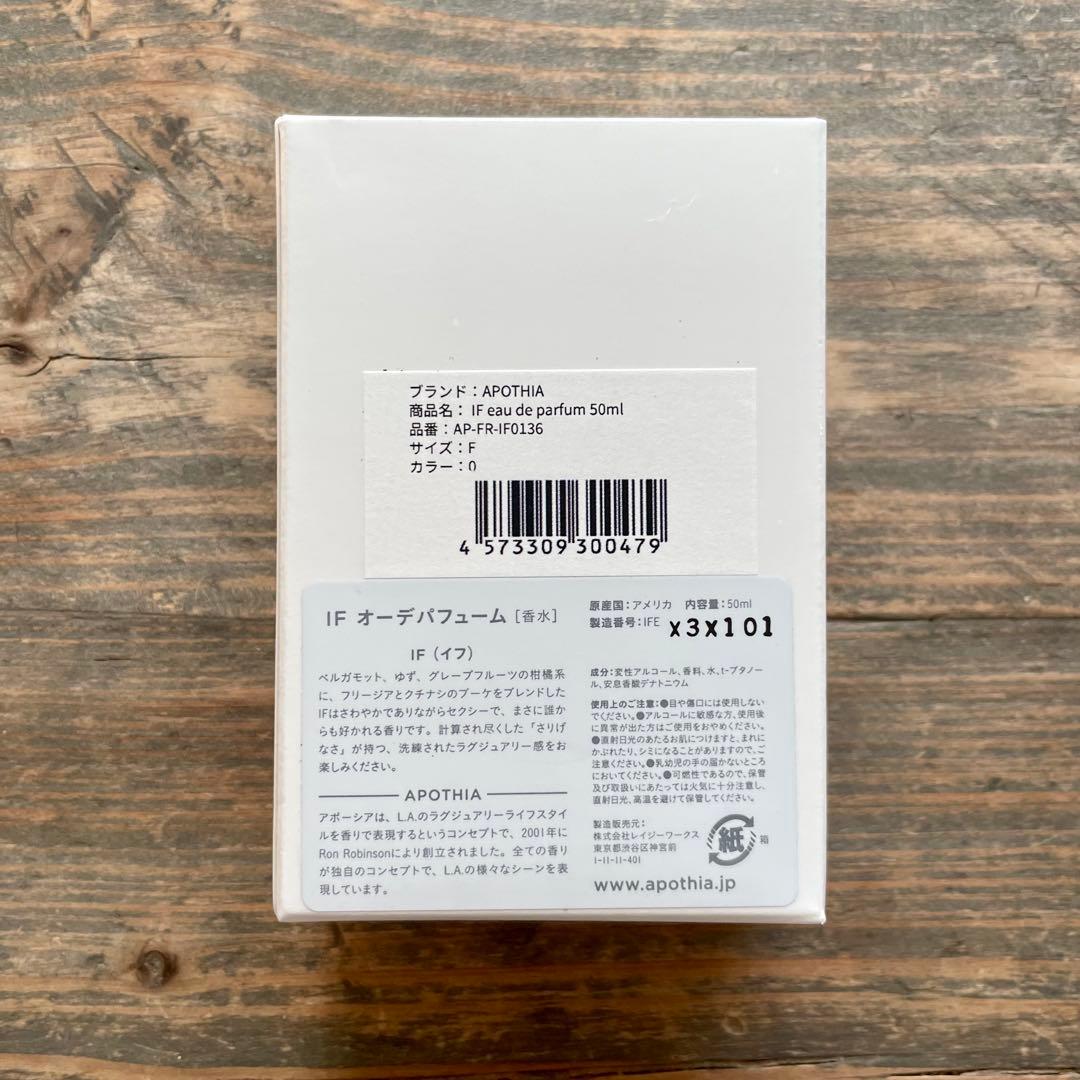 ブランド：APOTHIA
商品名： IF eau de parfum 50ml
品番：AP-FR-IF0136
サイズ：F
カラー：0
4 573309 300479
IF オーデパフューム [香水]
IF（イフ）
ベルガモット、ゆず、グレープフルーツの柑橘系
に、フリージアとクチナシのブーケをブレンドした
IFはさわやかでありながらセクシーで、まさに誰か
らも好かれる香りです。計算され尽くした「さりげ
なさ」が持つ、洗練されたラグジュアリー感をお
楽しみください。
APOTHIA
アポーシアは、L.A.のラグジュアリーライフスタイ
ルを香りで表現するというコンセプトで、2001年に
Ron Robinsonにより創立されました。全ての香り
が独自のコンセプトで、L.A.の様々なシーンを表
現しています。
原産国：アメリカ 内容量：50ml
製造番号：IFE X3X101
成分：変性アルコール、香料、水、t-ブタノー
ル、安息香酸デナトニウム
使用上のご注意：●目や傷口には使用しない
でください。●アルコールに敏感な方、使用後
に異常が出た方はご使用をおやめください。
●直射日光のあたるお肌につけますと、まれに
かぶれたり、シミになることがありますので、ご
注意ください。●乳幼児の手の届かないところ
においてください。●可燃性であるので、保管
及び取扱いにあたっては火気に十分注意し、
直射日光、高温を避けて保管してください。
製造販売元：
株式会社レイジーワークス
東京都渋谷区神宮前
1-11-11-401
紙 箱
www.apothia.jp